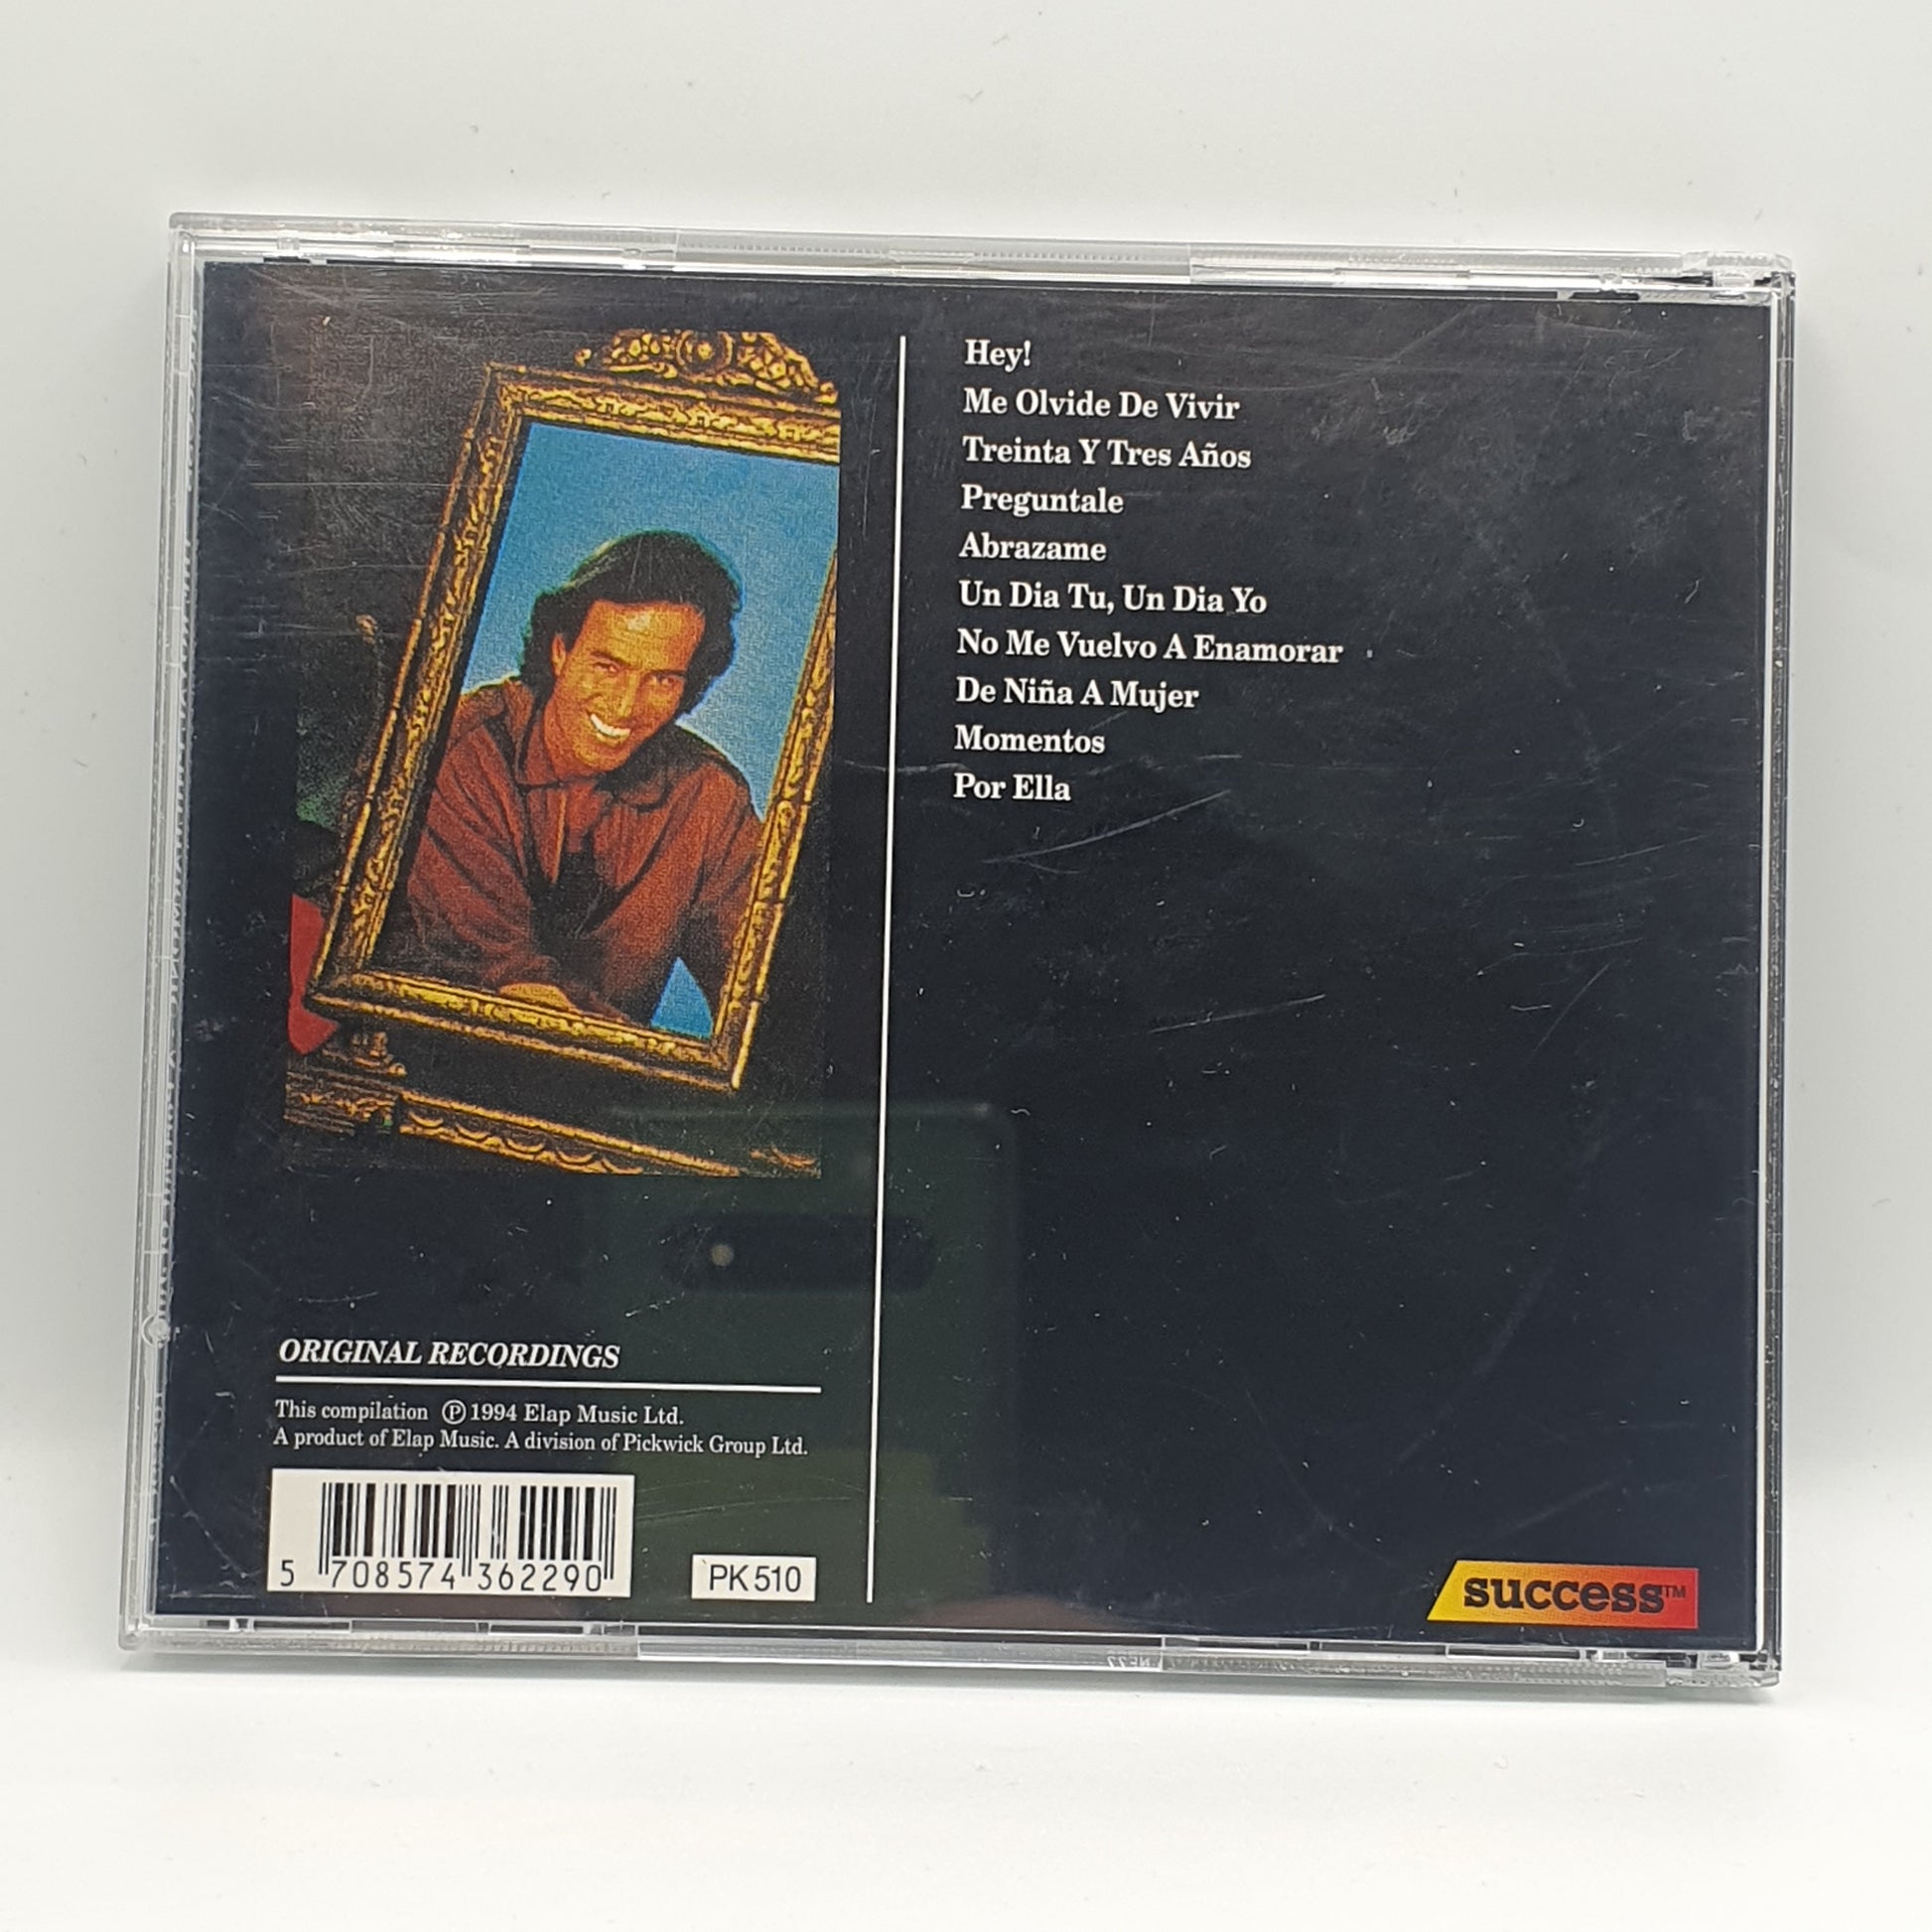 Hey!
Me Olvide De Vivir
Treinta Y Tres Años
Preguntale
Abrazame
Un Dia Tu, Un Dia Yo
No Me Vuelvo A Enamorar
De Niña A Mujer
Momentos
Por Ella
ORIGINAL RECORDINGS
This compilation Ⓟ 1994 Elap Music Ltd.
A product of Elap Music. A division of Pickwick Group Ltd.
5 708574 362290
PK 510
success™